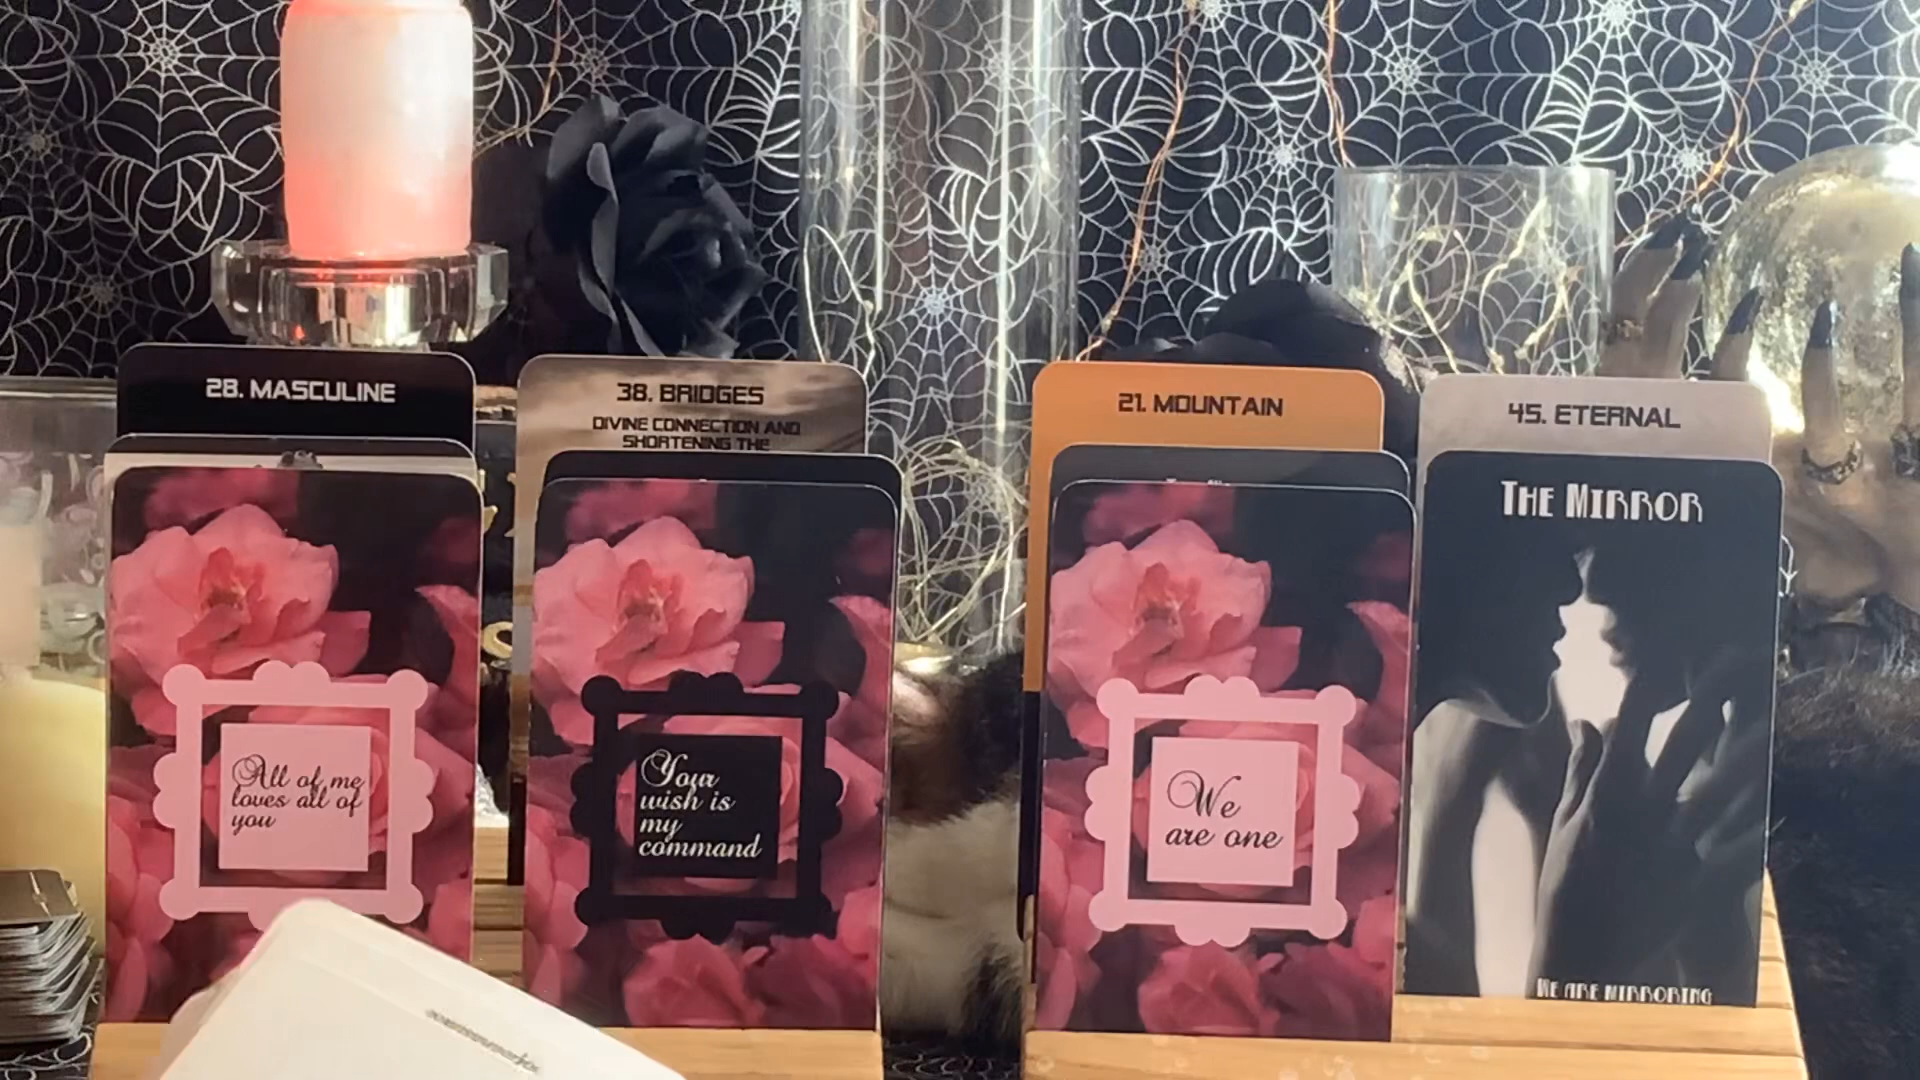 28. MASCULINE
38. BRIDGES
DIVINE CONNECTION AND
SHORTENING THE
21. MOUNTAIN
45. ETERNAL
All of me
loves all of
you
Your
wish is
my
command
We
are one
THE MIRROR
WE ARE MIRRORING